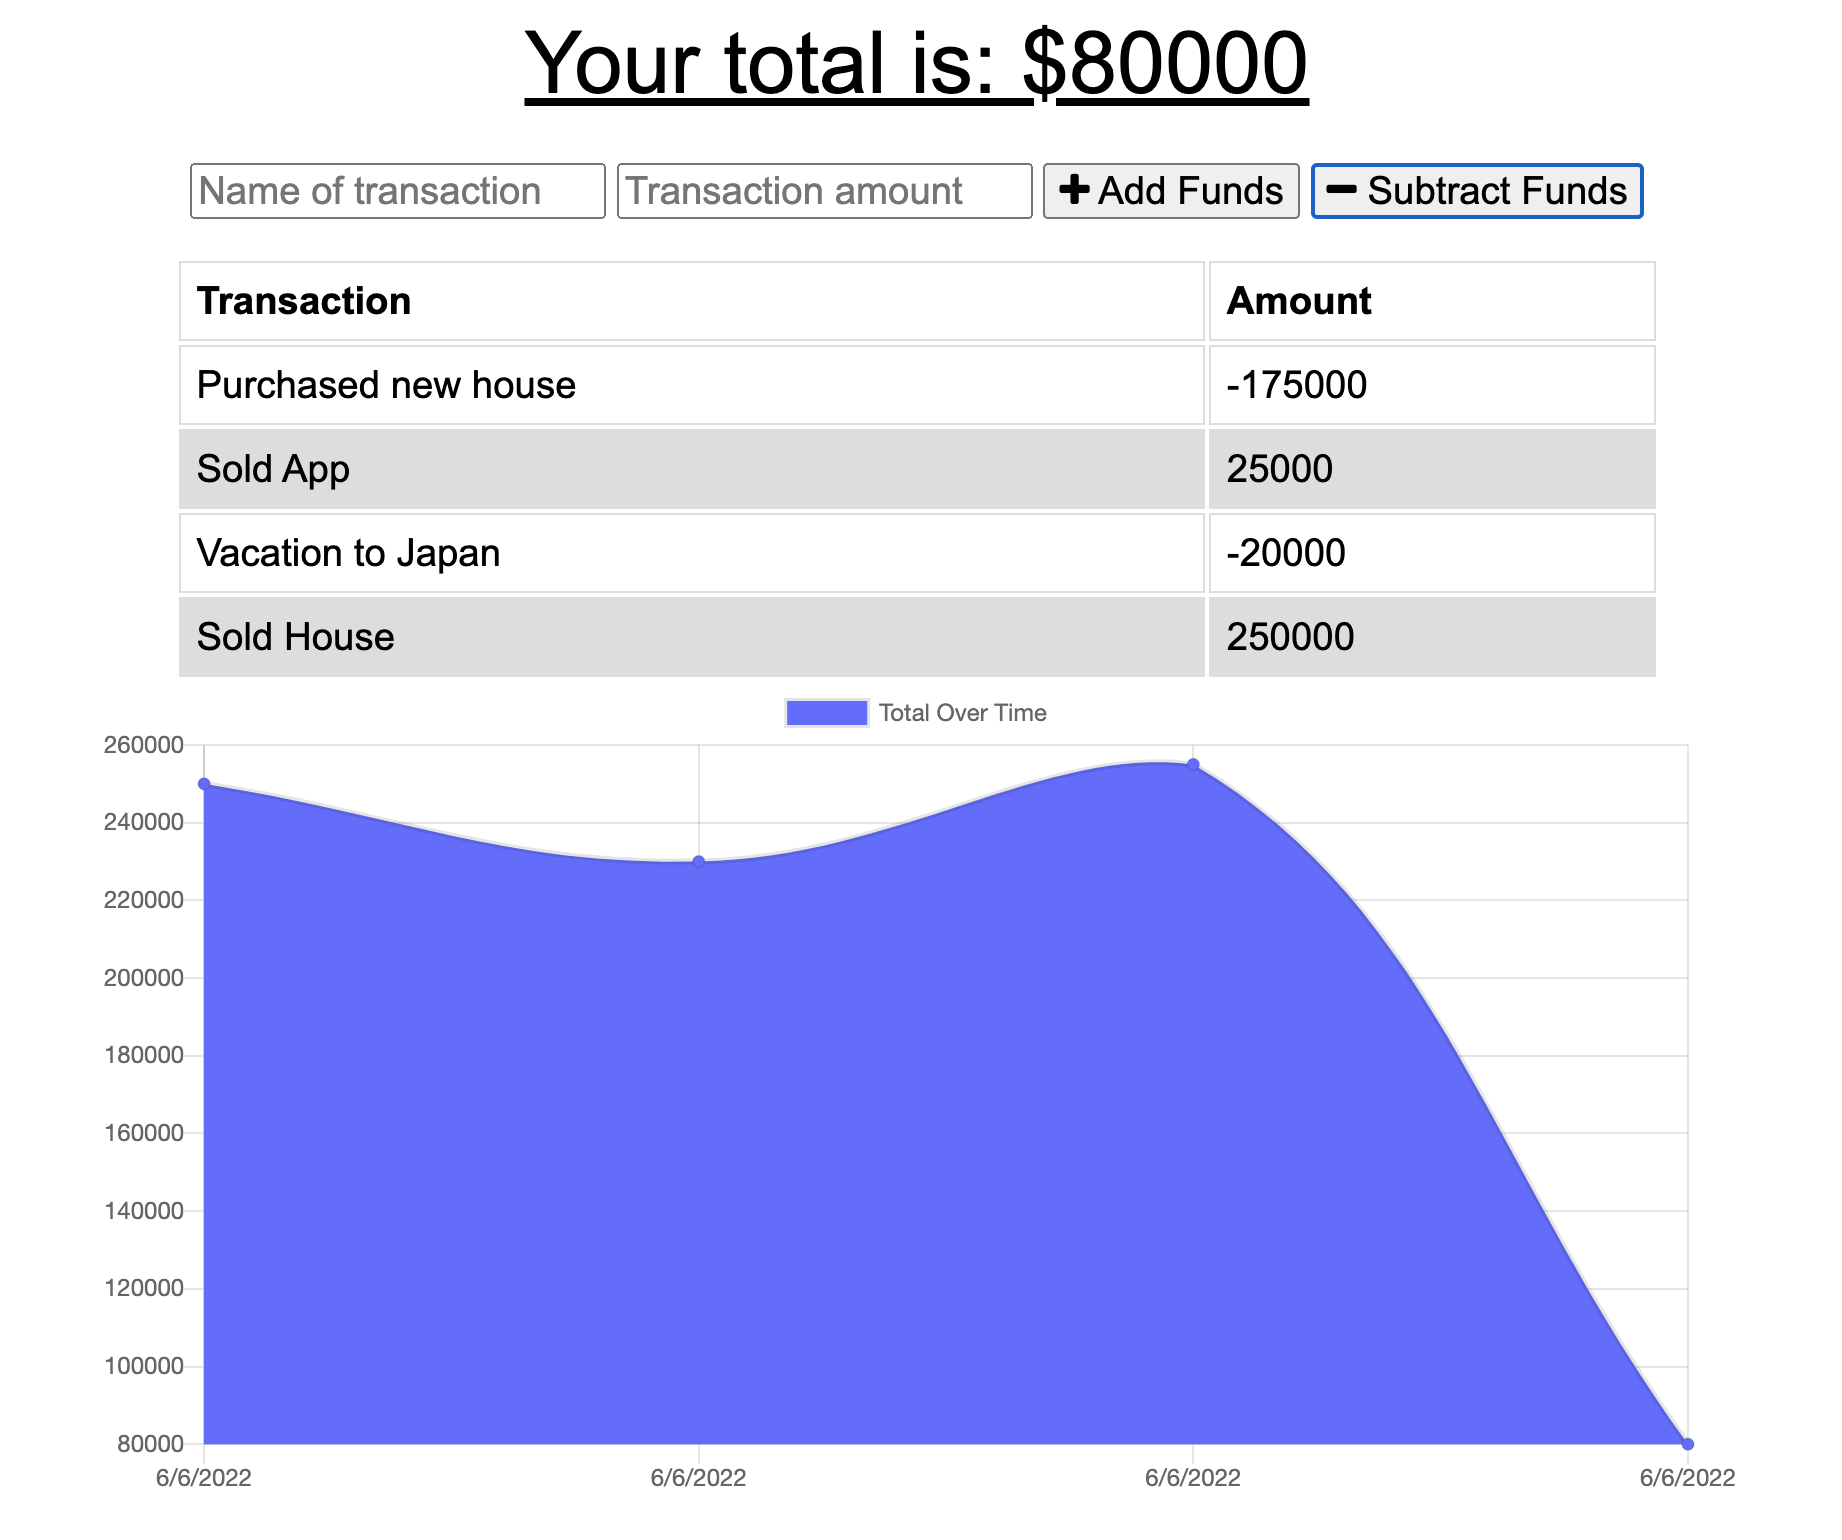 Your total is: $80000
Name of transaction Transaction amount Add Funds Subtract Funds
Transaction Amount
Purchased new house -175000
Sold App 25000
Vacation to Japan -20000
Sold House 250000
Total Over Time
260000
240000
220000
200000
180000
160000
140000
120000
100000
80000
6/6/2022 6/6/2022 6/6/2022 6/6/2022